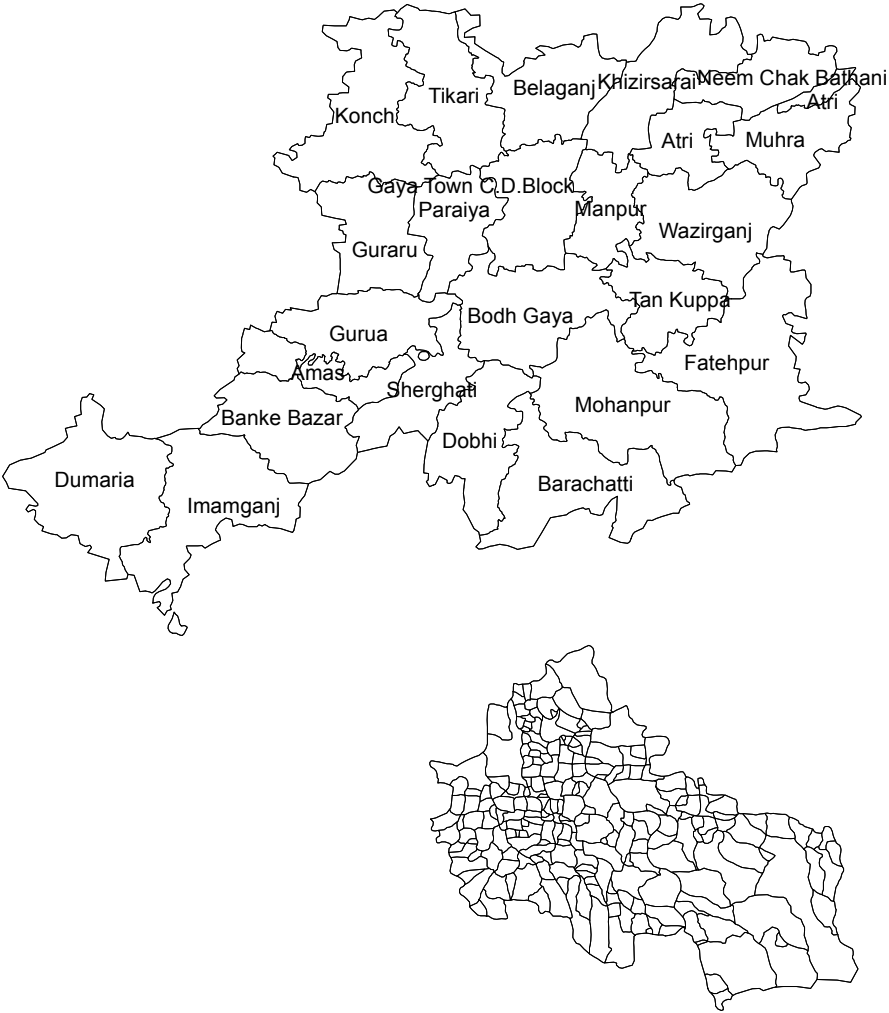 Neem Chak Bathani
Khizirsarai
Belaganj
Tikari
Atri
Konch
Atri
Muhra
Gaya Town C.D.Block
Paraiya
Manpur
Wazirganj
Guraru
Tan Kuppa
Bodh Gaya
Gurua
Fatehpur
Amas
Sherghati
Mohanpur
Banke Bazar
Dobhi
Dumaria
Barachatti
Imamganj